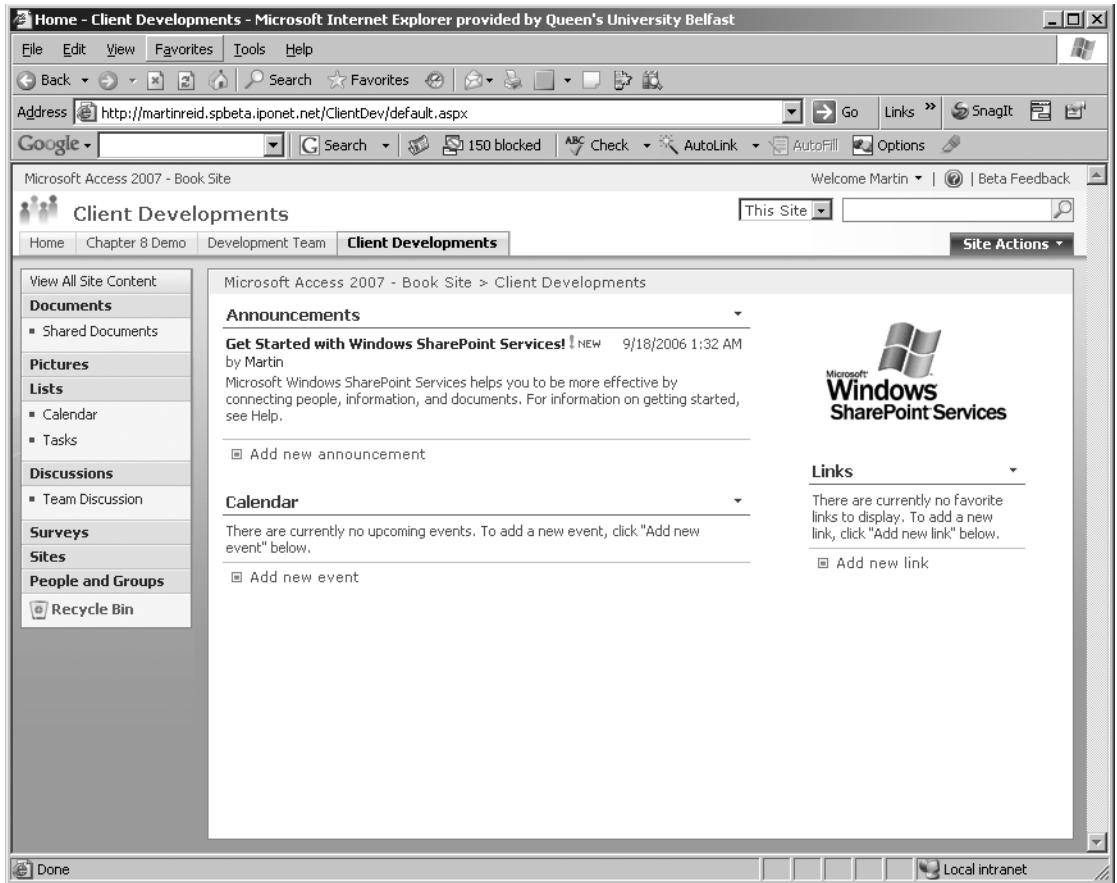 Home - Client Developments - Microsoft Internet Explorer provided by Queen's University Belfast
File Edit View Favorites Tools Help
Back Search Favorites
Address http://martinreid.spbeta.iponet.net/ClientDev/default.aspx Go Links » SnagIt
Google G Search 150 blocked ABC Check AutoLink AutoFill Options
Microsoft Access 2007 - Book Site Welcome Martin | Beta Feedback
Client Developments This Site
Home Chapter 8 Demo Development Team Client Developments Site Actions
View All Site Content
Documents
Shared Documents
Pictures
Lists
Calendar
Tasks
Discussions
Team Discussion
Surveys
Sites
People and Groups
Recycle Bin
Microsoft Access 2007 - Book Site > Client Developments
Announcements
Get Started with Windows SharePoint Services! NEW 9/18/2006 1:32 AM
by Martin
Microsoft Windows SharePoint Services helps you to be more effective by
connecting people, information, and documents. For information on getting started,
see Help.
Add new announcement
Calendar
There are currently no upcoming events. To add a new event, click "Add new
event" below.
Add new event
Microsoft
Windows
SharePoint Services
Links
There are currently no favorite
links to display. To add a new
link, click "Add new link" below.
Add new link
Done Local intranet